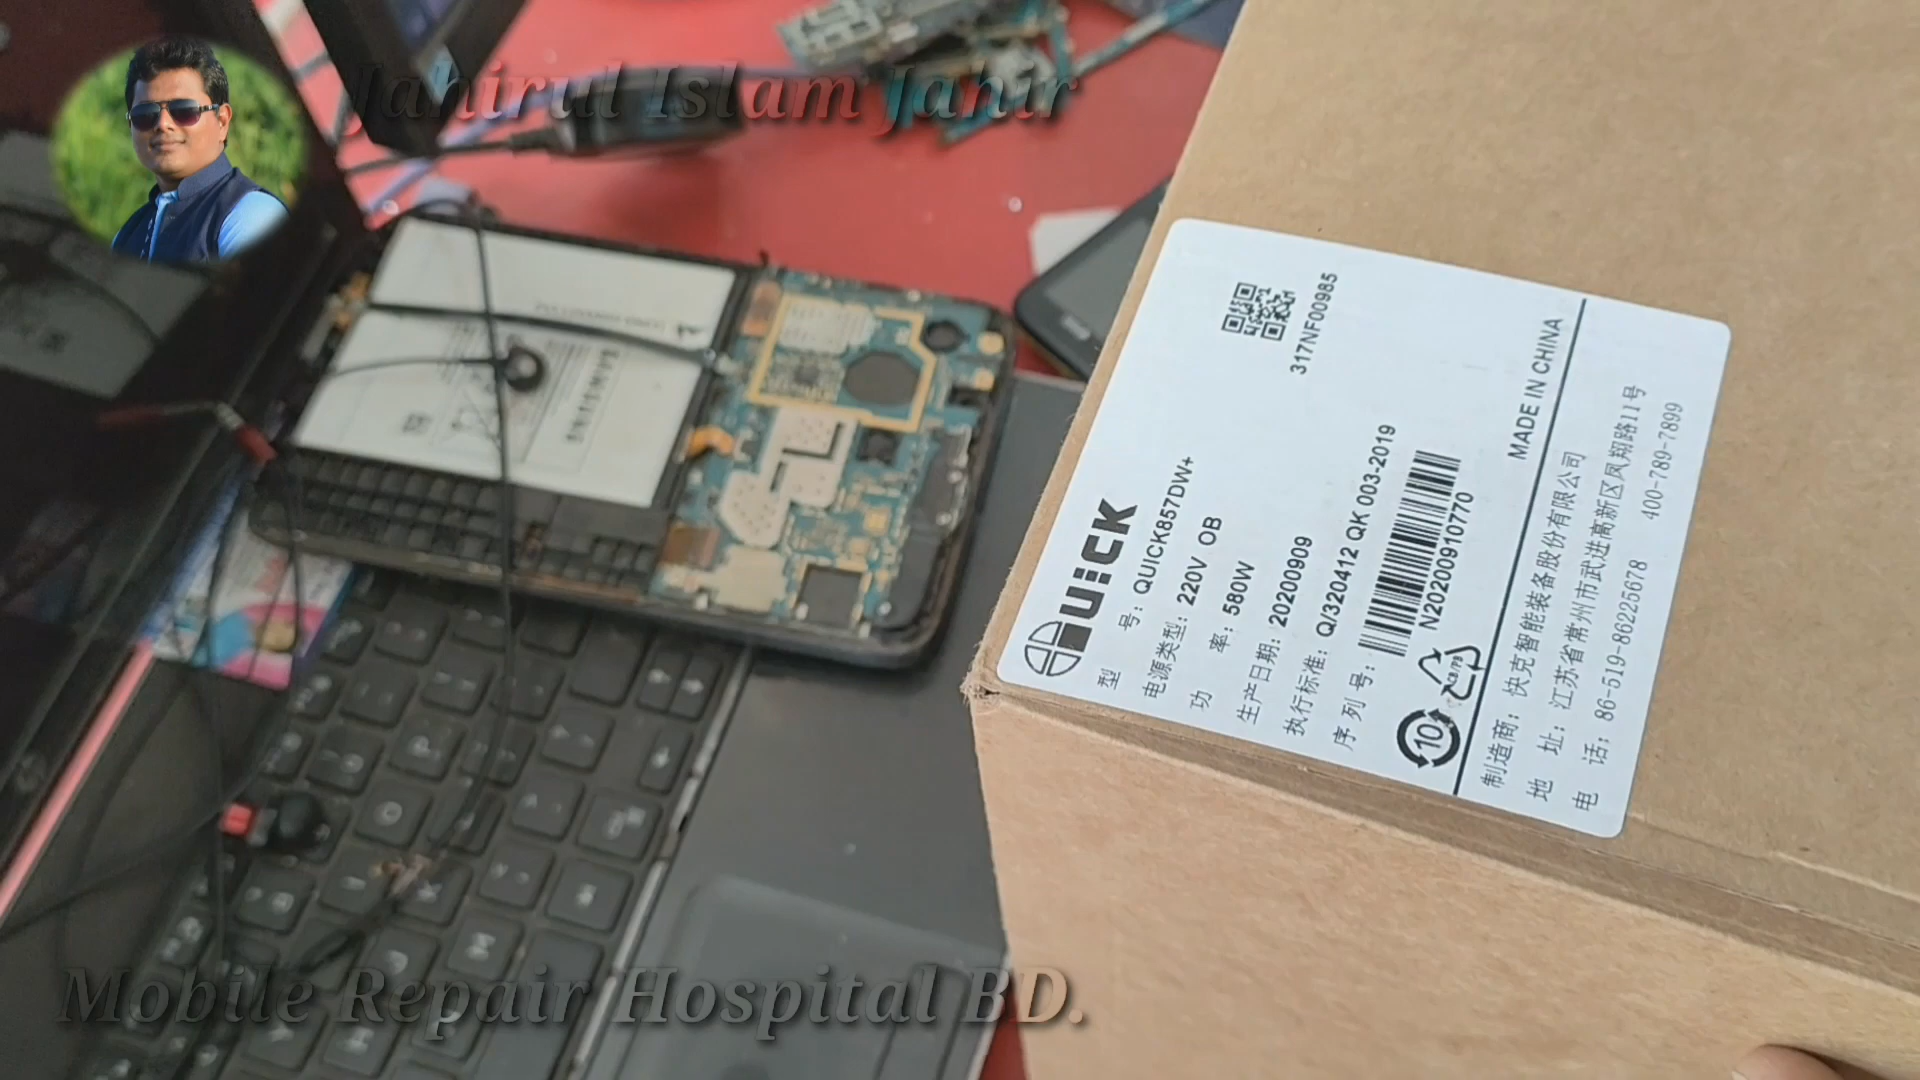 Jahirul Islam Jahir
SAMSUNG
QUICK
型 号: QUICK857DW+
电源类型: 220V OB
功 率: 580W
生产日期: 20200909
执行标准: Q/320412 QK 003-2019
序列号:
N20200910770
317NF00985
10
MADE IN CHINA
制造商: 快克智能装备股份有限公司
地 址: 江苏省常州市武进高新区凤翔路11号
电 话: 86-519-86225678 400-789-7899
Mobile Repair Hospital BD.